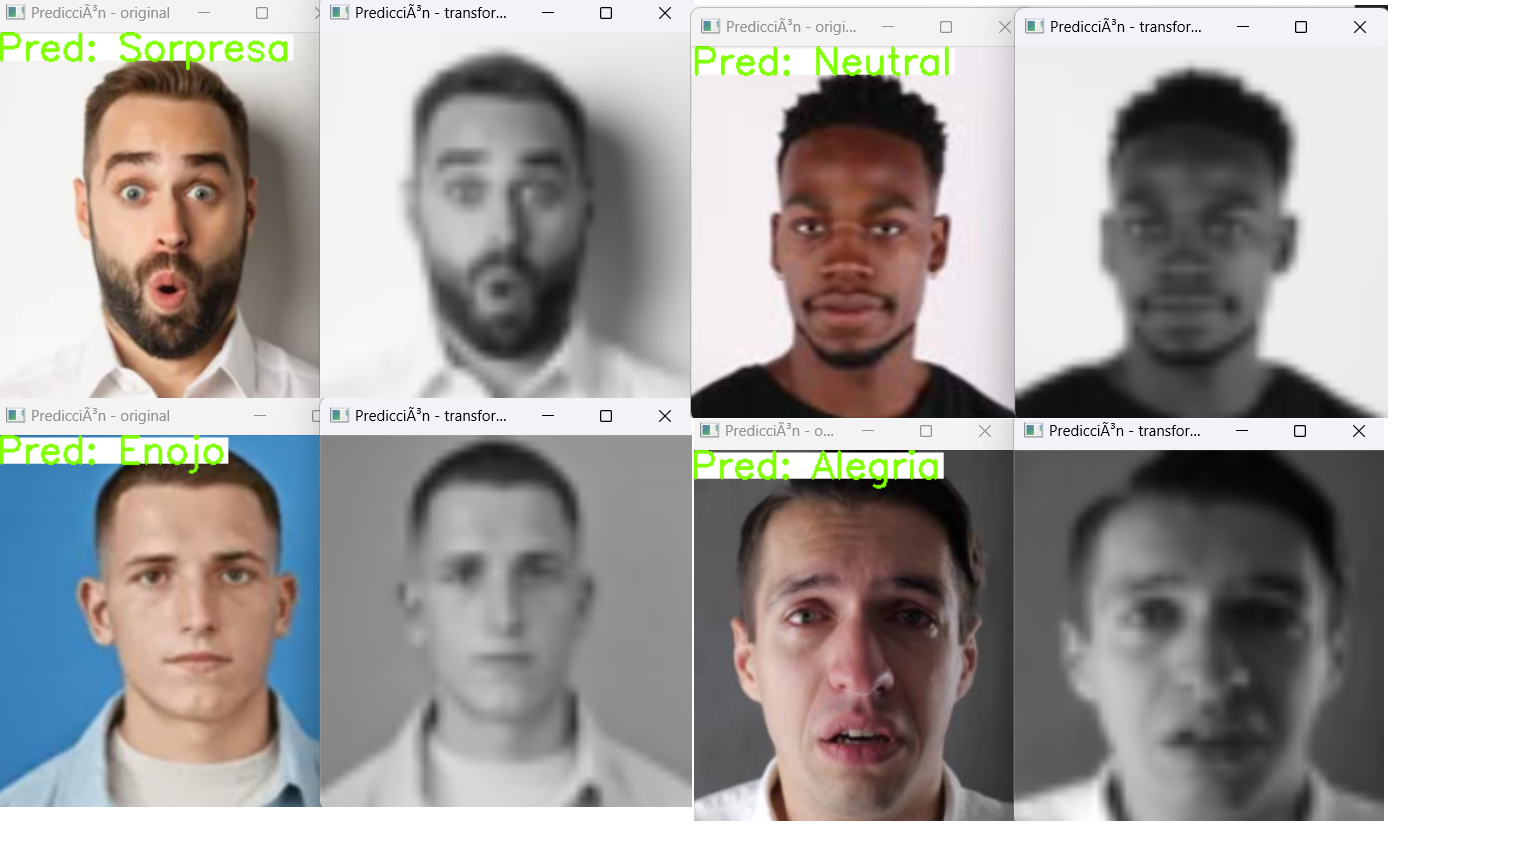 PredicciÃ³n - original
PredicciÃ³n - transfor...
Pred: Sorpresa
PredicciÃ³n - origi...
PredicciÃ³n - transfor...
Pred: Neutral
PredicciÃ³n - original
PredicciÃ³n - transfor...
Pred: Enojo
PredicciÃ³n - o...
PredicciÃ³n - transfor...
Pred: Alegria